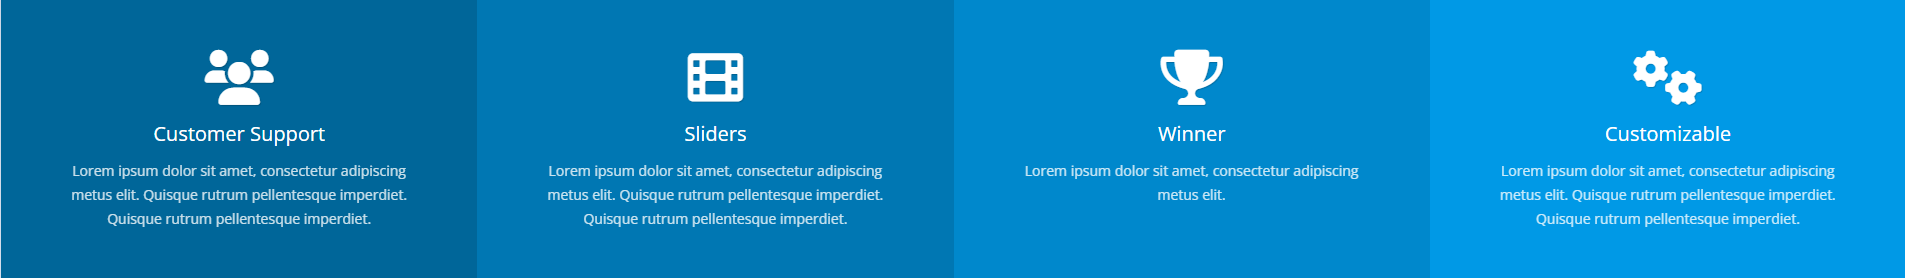 Customer Support
Lorem ipsum dolor sit amet, consectetur adipiscing
metus elit. Quisque rutrum pellentesque imperdiet.
Quisque rutrum pellentesque imperdiet.
Sliders
Lorem ipsum dolor sit amet, consectetur adipiscing
metus elit. Quisque rutrum pellentesque imperdiet.
Quisque rutrum pellentesque imperdiet.
Winner
Lorem ipsum dolor sit amet, consectetur adipiscing
metus elit.
Customizable
Lorem ipsum dolor sit amet, consectetur adipiscing
metus elit. Quisque rutrum pellentesque imperdiet.
Quisque rutrum pellentesque imperdiet.